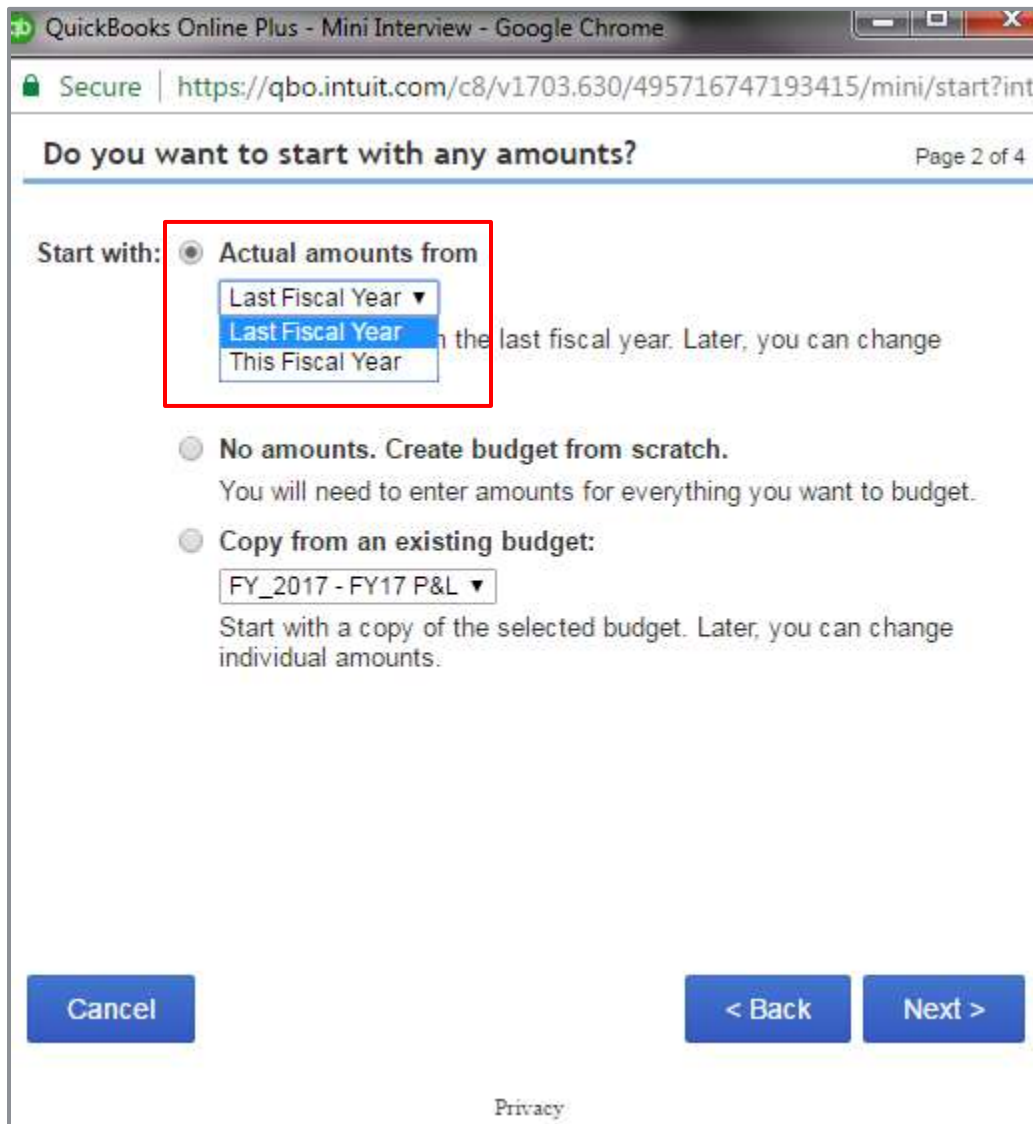 QuickBooks Online Plus - Mini Interview - Google Chrome
Secure | https://qbo.intuit.com/c8/v1703.630/495716747193415/mini/start?int
Do you want to start with any amounts?
Page 2 of 4
Start with: Actual amounts from
Last Fiscal Year ▼
Last Fiscal Year
the last fiscal year. Later, you can change
This Fiscal Year
No amounts. Create budget from scratch.
You will need to enter amounts for everything you want to budget.
Copy from an existing budget:
FY_2017 - FY17 P&L ▼
Start with a copy of the selected budget. Later, you can change
individual amounts.
Cancel
< Back
Next >
Privacy